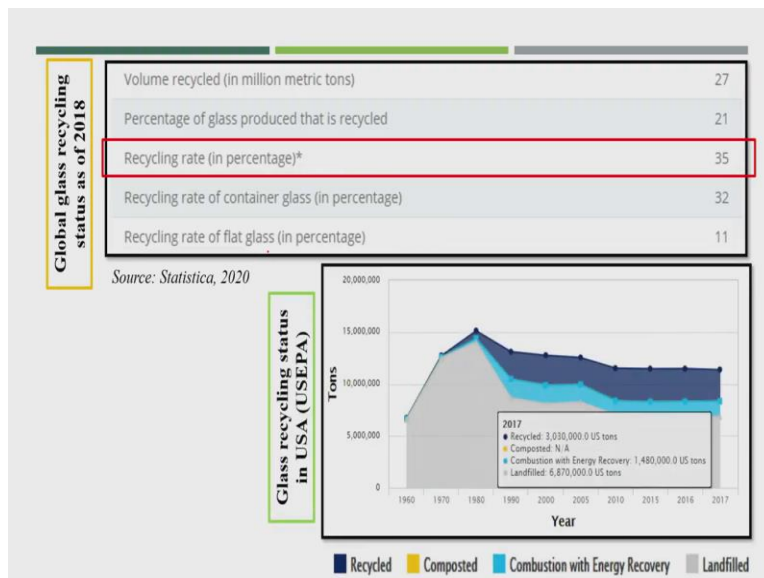 Global glass recycling
status as of 2018
Volume recycled (in million metric tons) 27
Percentage of glass produced that is recycled 21
Recycling rate (in percentage)* 35
Recycling rate of container glass (in percentage) 32
Recycling rate of flat glass (in percentage) 11
Source: Statistica, 2020
Glass recycling status
in USA (USEPA)
Tons
20,000,000
15,000,000
10,000,000
5,000,000
0
2017
Recycled: 3,030,000.0 US tons
Composted: N/A
Combustion with Energy Recovery: 1,480,000.0 US tons
Landfilled: 6,870,000.0 US tons
1960 1970 1980 1990 2000 2005 2010 2015 2016 2017
Year
Recycled Composted Combustion with Energy Recovery Landfilled